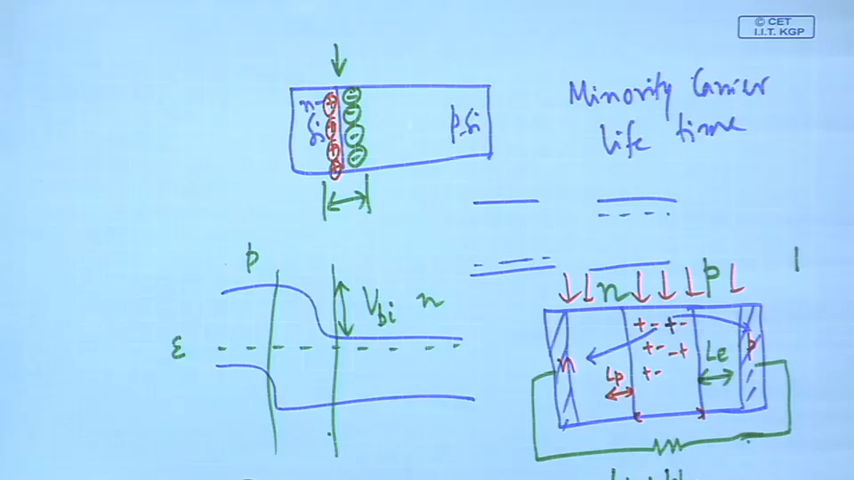 © CET
I.I.T. KGP
n-
Si
p-Si
Minority Carrier
life time
p
Vbi
n
ε
n
p
Lp
Le
n
p